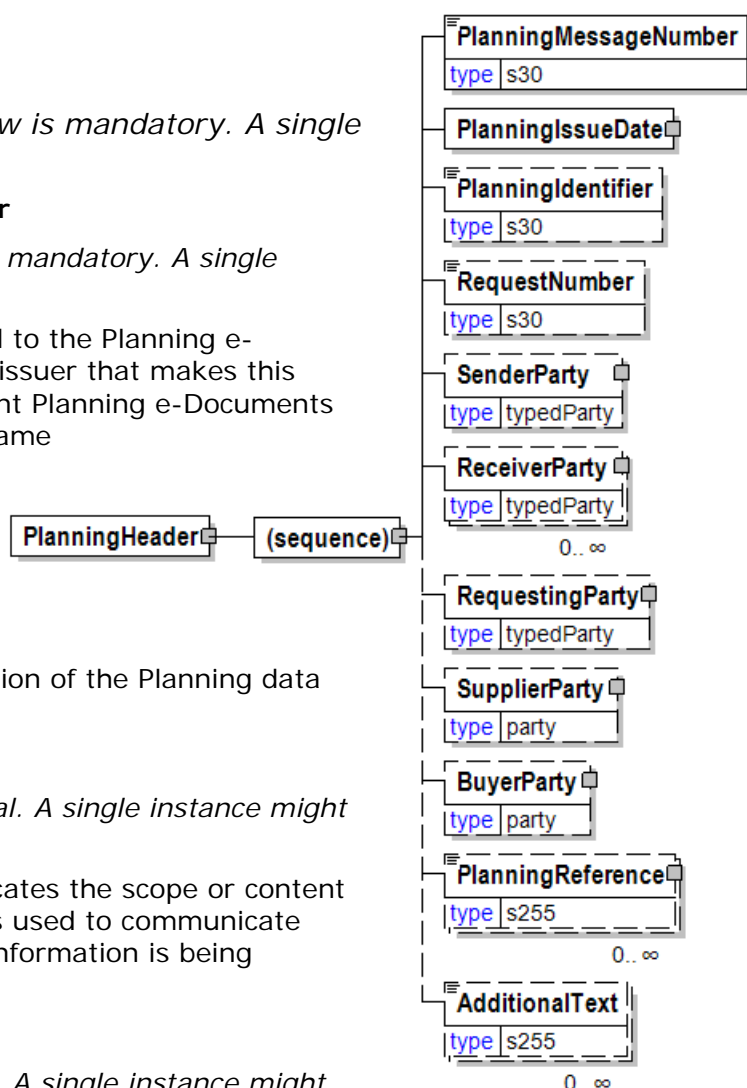 w is mandatory. A single
r
mandatory. A single
l to the Planning e-
issuer that makes this
nt Planning e-Documents
ame
ion of the Planning data
al. A single instance might
cates the scope or content
s used to communicate
nformation is being
. A single instance might
PlanningHeader
(sequence)
PlanningMessageNumber
type s30
PlanningIssueDate
PlanningIdentifier
type s30
RequestNumber
type s30
SenderParty
type typedParty
ReceiverParty
type typedParty
0.. ∞
RequestingParty
type typedParty
SupplierParty
type party
BuyerParty
type party
PlanningReference
type s255
0.. ∞
AdditionalText
type s255
0.. ∞